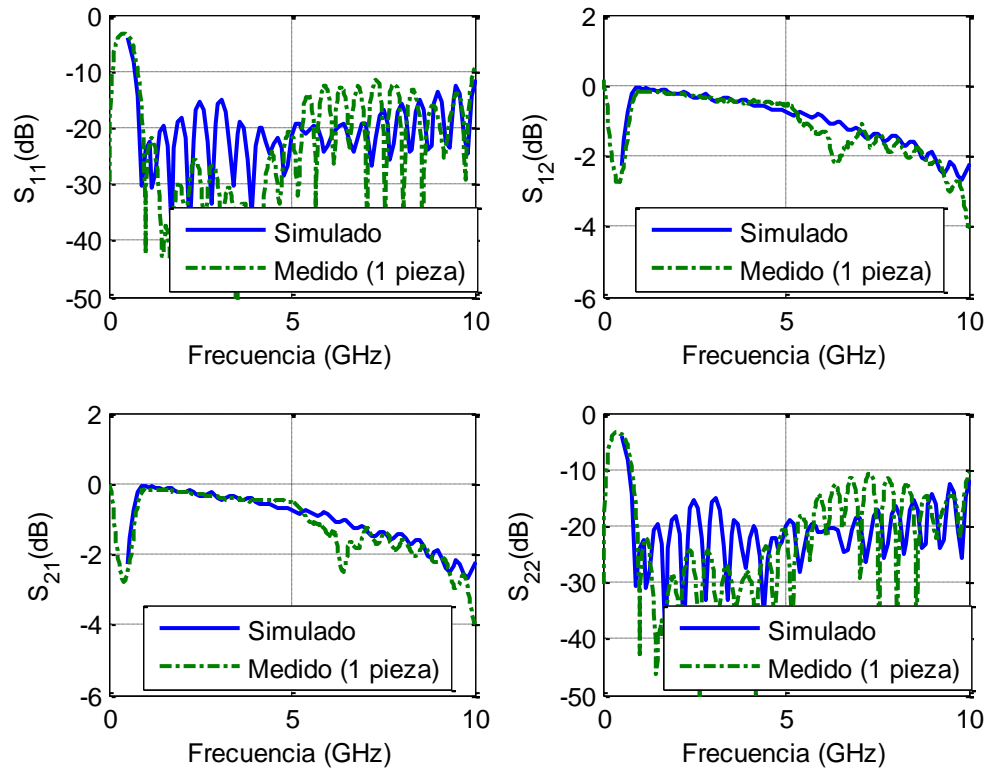 0
-10
-20
-30
-40
-50
S11(dB)
0
5
10
Frecuencia (GHz)
Simulado
Medido (1 pieza)
2
0
-2
-4
-6
S12(dB)
0
5
10
Frecuencia (GHz)
Simulado
Medido (1 pieza)
2
0
-2
-4
-6
S21(dB)
0
5
10
Frecuencia (GHz)
Simulado
Medido (1 pieza)
0
-10
-20
-30
-40
-50
S22(dB)
0
5
10
Frecuencia (GHz)
Simulado
Medido (1 pieza)